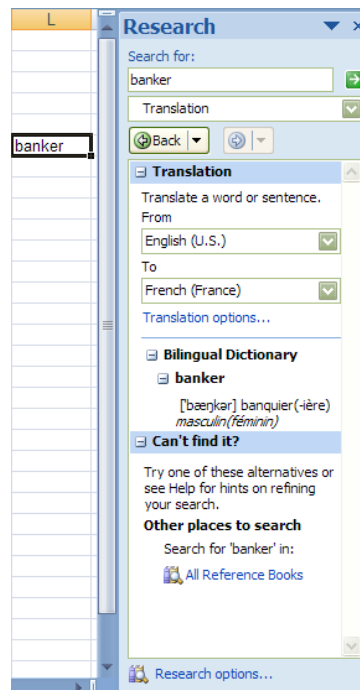 L
banker
Research
Search for:
banker
Translation
Back
Translation
Translate a word or sentence.
From
English (U.S.)
To
French (France)
Translation options...
Bilingual Dictionary
banker
['bæŋkər] banquier(-ière)
masculin(féminin)
Can't find it?
Try one of these alternatives or
see Help for hints on refining
your search.
Other places to search
Search for 'banker' in:
All Reference Books
Research options...